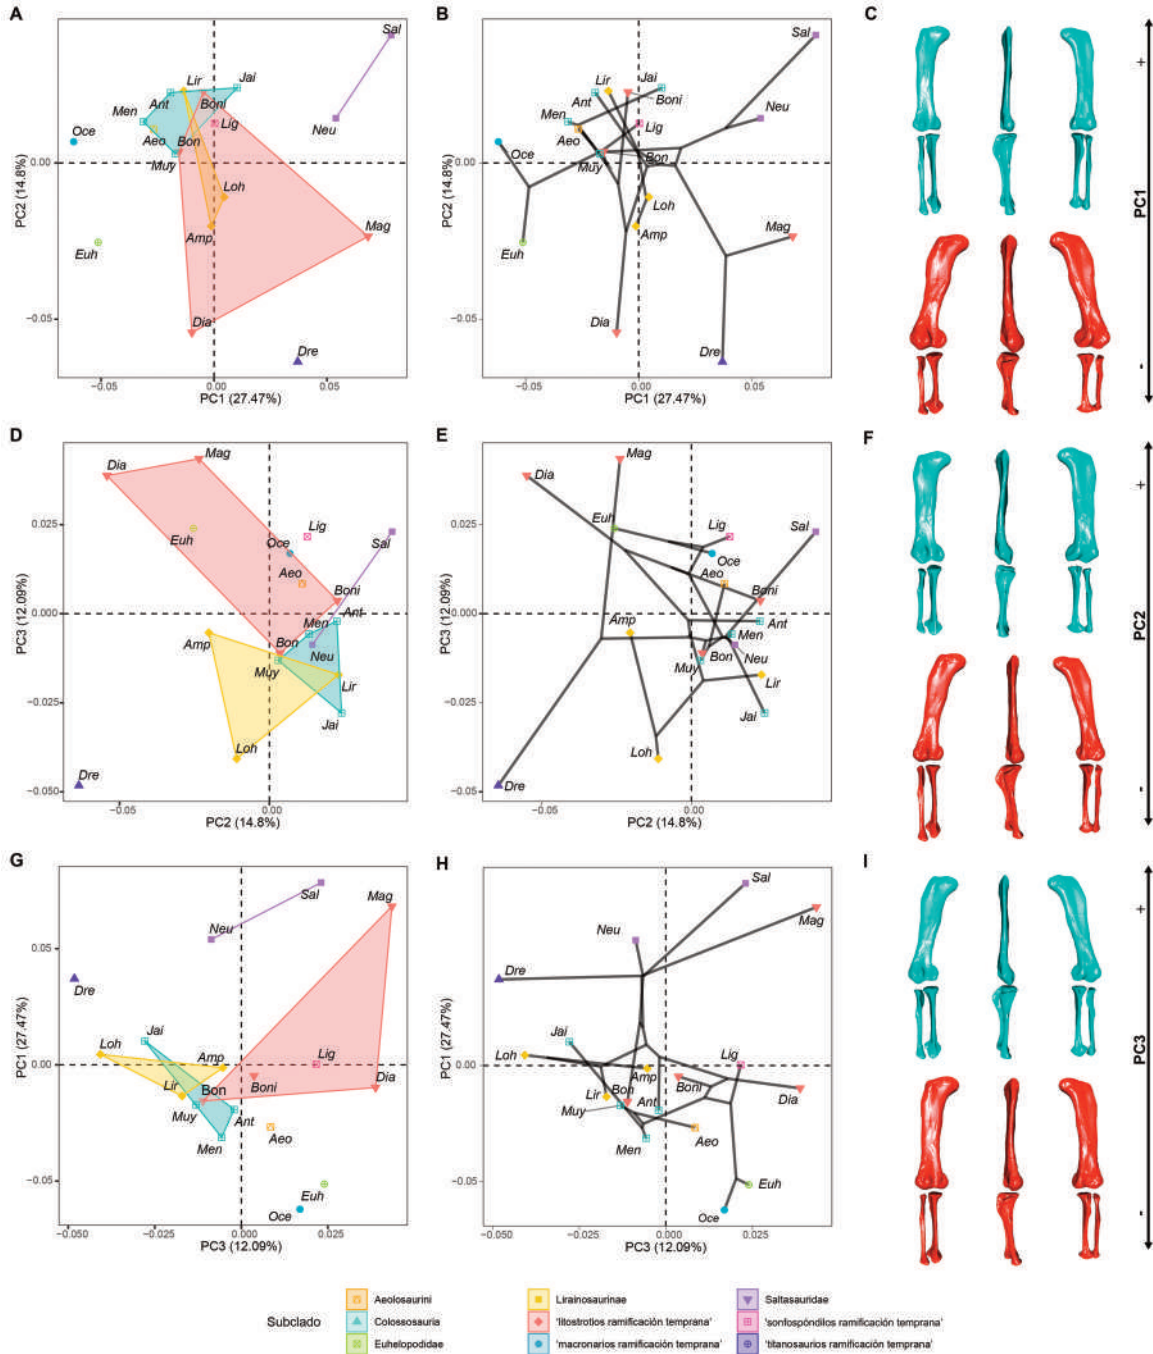 A
B
C
Sal
Lir
Jai
Ant
Boni
Men
Lig
Neu
Oce
Aeo
Bon
Muy
Loh
Mag
Amp
Euh
Dia
Dre
0.00
−0.05
PC2 (14.8%)
−0.05
0.00
0.05
PC1 (27.47%)
Sal
Lir
Jai
Ant
Boni
Men
Neu
Lig
Aeo
Oce
Bon
Muy
Loh
Mag
Amp
Euh
Dia
Dre
0.00
−0.05
PC2 (14.8%)
−0.05
0.00
0.05
PC1 (27.47%)
+
PC1
-
D
E
F
Mag
Dia
Lig
Euh
Oce
Sal
Aeo
Boni
Ant
Men
Amp
Bon
Neu
Muy
Lir
Jai
Loh
Dre
0.025
0.000
−0.025
−0.050
PC3 (12.09%)
−0.05
0.00
PC2 (14.8%)
Mag
Dia
Euh
Lig
Sal
Oce
Aeo
Boni
Amp
Ant
Men
Bon
Muy
Neu
Lir
Jai
Loh
Dre
0.025
0.000
−0.025
−0.050
PC3 (12.09%)
−0.05
0.00
PC2 (14.8%)
+
PC2
-
G
H
I
Sal
Mag
Neu
Dre
Jai
Loh
Amp
Lig
Lir
Bon
Boni
Dia
Muy
Ant
Men
Aeo
Euh
Oce
0.05
0.00
−0.05
PC1 (27.47%)
−0.050
−0.025
0.000
0.025
PC3 (12.09%)
Sal
Mag
Neu
Dre
Jai
Loh
Amp
Lig
Lir
Bon
Boni
Dia
Muy
Ant
Men
Aeo
Euh
Oce
0.05
0.00
−0.05
PC1 (27.47%)
−0.050
−0.025
0.000
0.025
PC3 (12.09%)
+
PC3
-
Subclado
Aeolosaurini
Colossosauria
Euhelopodidae
Lirainosaurinae
'litostrotios ramificación temprana'
'macronarios ramificación temprana'
Saltasauridae
'sonfospóndilos ramificación temprana'
'titanosaurios ramificación temprana'